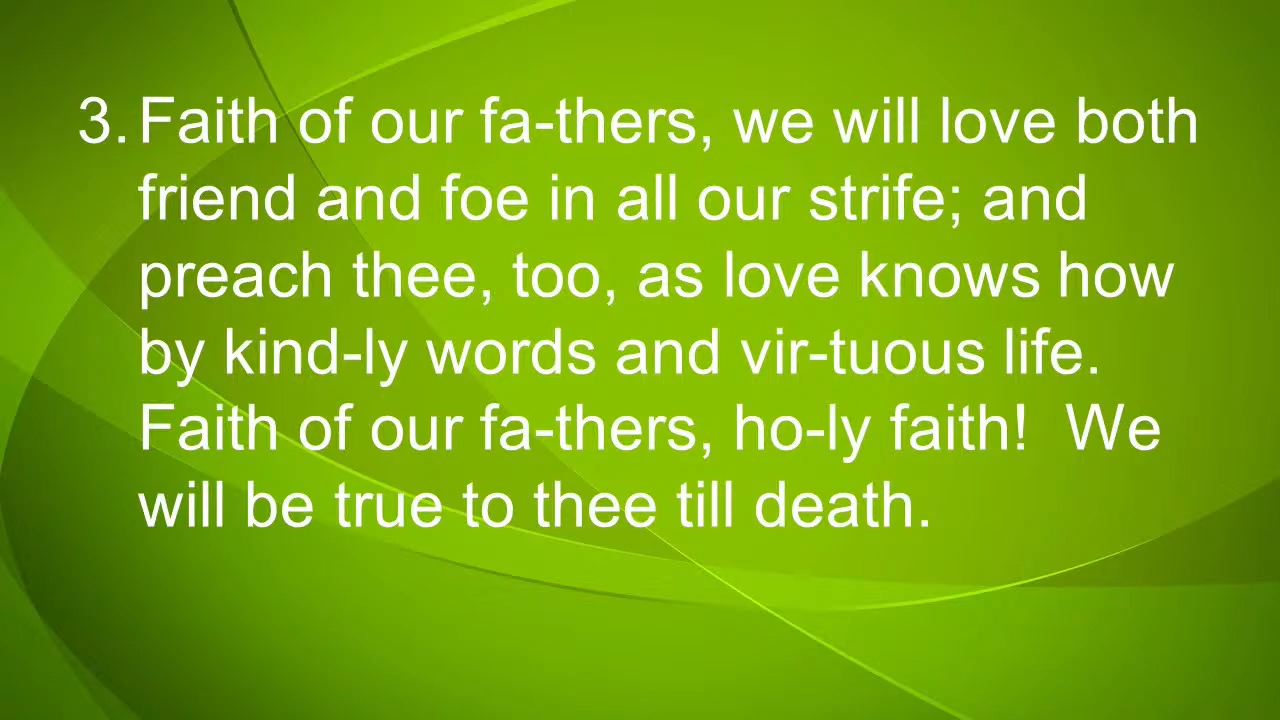 3. Faith of our fa-thers, we will love both
friend and foe in all our strife; and
preach thee, too, as love knows how
by kind-ly words and vir-tuous life.
Faith of our fa-thers, ho-ly faith!  We
will be true to thee till death.